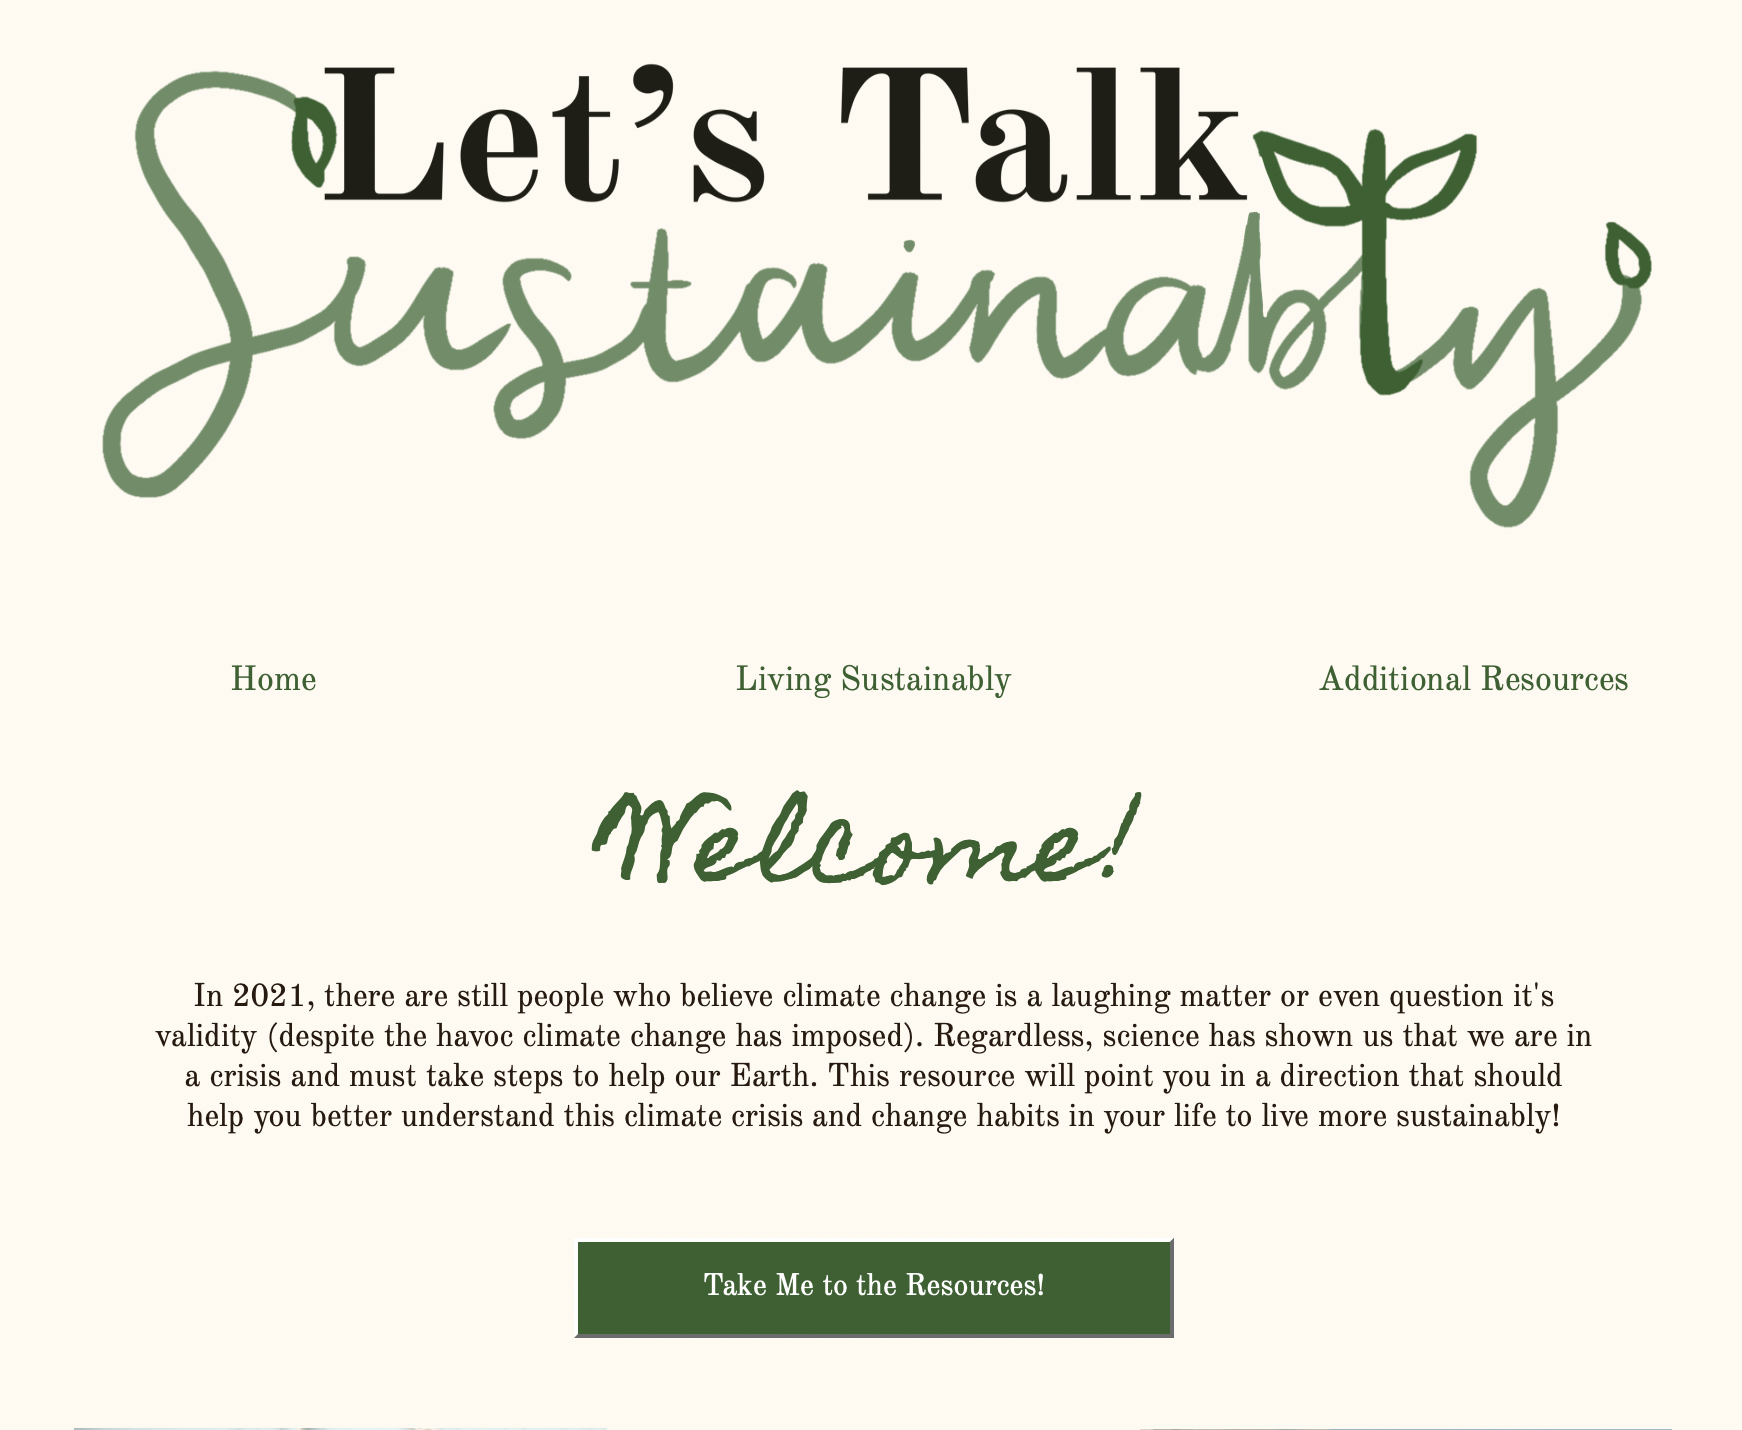 Let’s Talk
Sustainably
Home Living Sustainably Additional Resources
Welcome!
In 2021, there are still people who believe climate change is a laughing matter or even question it's
validity (despite the havoc climate change has imposed). Regardless, science has shown us that we are in
a crisis and must take steps to help our Earth. This resource will point you in a direction that should
help you better understand this climate crisis and change habits in your life to live more sustainably!
Take Me to the Resources!